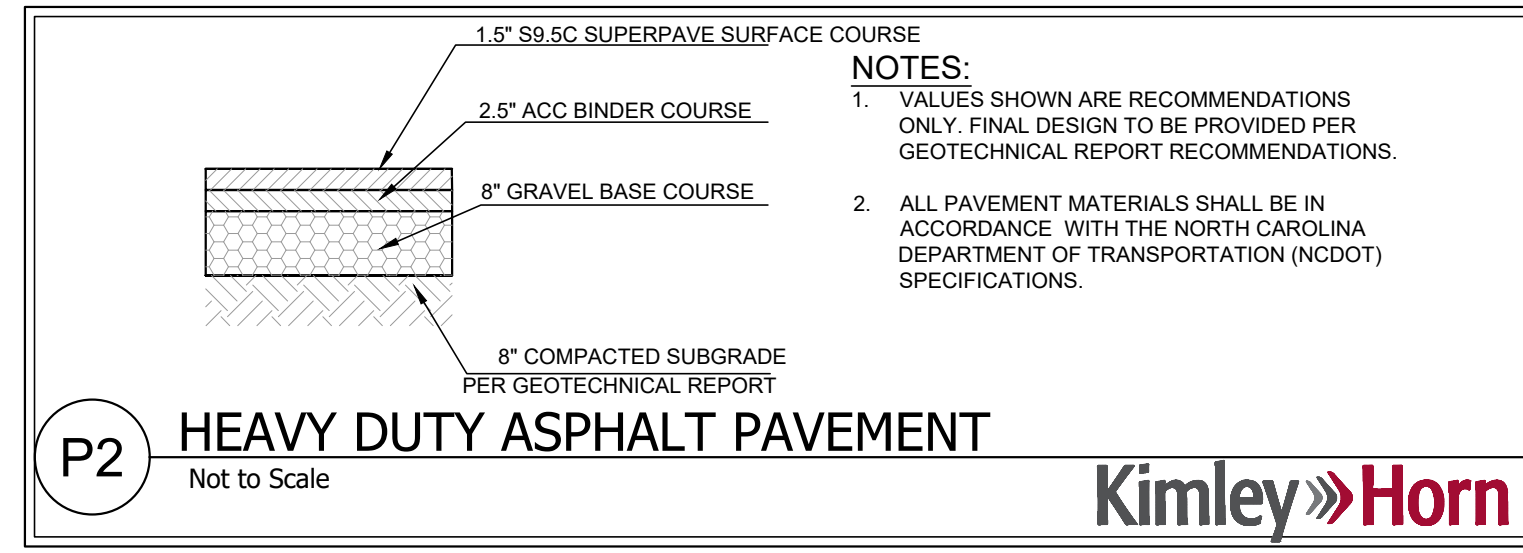 1.5" S9.5C SUPERPAVE SURFACE COURSE
2.5" ACC BINDER COURSE
8" GRAVEL BASE COURSE
8" COMPACTED SUBGRADE
PER GEOTECHNICAL REPORT
NOTES:
1. VALUES SHOWN ARE RECOMMENDATIONS
ONLY. FINAL DESIGN TO BE PROVIDED PER
GEOTECHNICAL REPORT RECOMMENDATIONS.
2. ALL PAVEMENT MATERIALS SHALL BE IN
ACCORDANCE WITH THE NORTH CAROLINA
DEPARTMENT OF TRANSPORTATION (NCDOT)
SPECIFICATIONS.
P2
HEAVY DUTY ASPHALT PAVEMENT
Not to Scale
Kimley»Horn